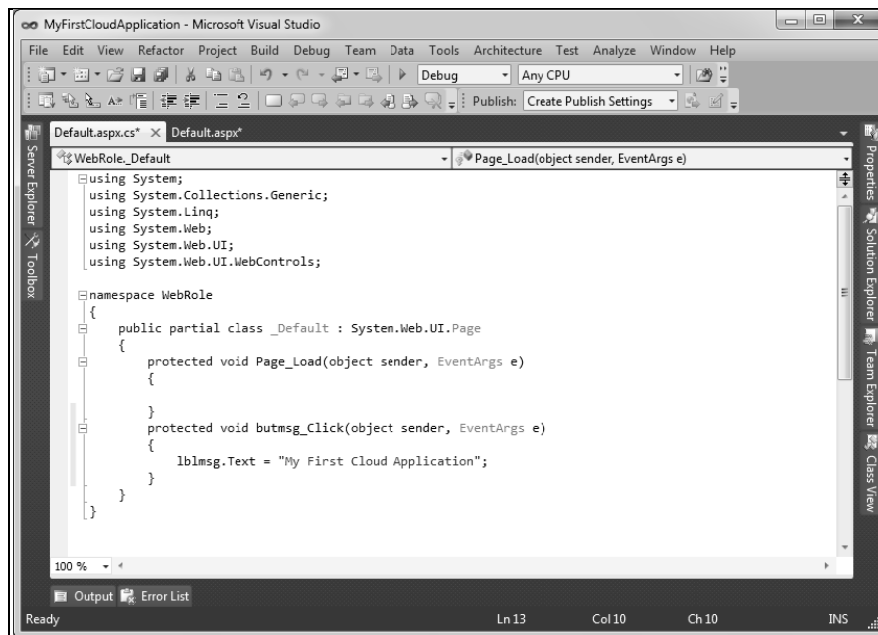 MyFirstCloudApplication - Microsoft Visual Studio
File Edit View Refactor Project Build Debug Team Data Tools Architecture Test Analyze Window Help
Debug Any CPU
Publish: Create Publish Settings
Default.aspx.cs* Default.aspx*
WebRole._Default Page_Load(object sender, EventArgs e)
Server Explorer
Toolbox
using System;
using System.Collections.Generic;
using System.Linq;
using System.Web;
using System.Web.UI;
using System.Web.UI.WebControls;
namespace WebRole
{
public partial class _Default : System.Web.UI.Page
{
protected void Page_Load(object sender, EventArgs e)
{
}
protected void butmsg_Click(object sender, EventArgs e)
{
lblmsg.Text = "My First Cloud Application";
}
}
}
Properties
Solution Explorer
Team Explorer
Class View
100 %
Output Error List
Ready Ln 13 Col 10 Ch 10 INS